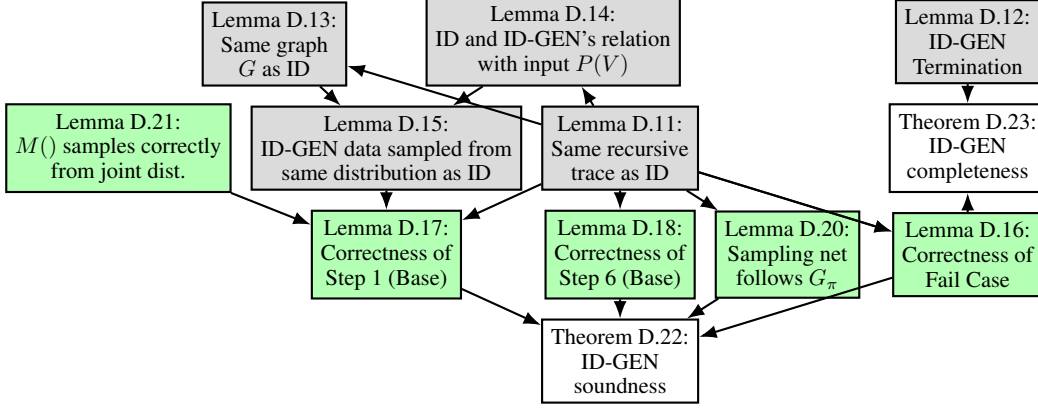 Lemma D.13:
Same graph
G as ID
Lemma D.14:
ID and ID-GEN's relation
with input P(V)
Lemma D.12:
ID-GEN
Termination
Lemma D.21:
M() samples correctly
from joint dist.
Lemma D.15:
ID-GEN data sampled from
same distribution as ID
Lemma D.11:
Same recursive
trace as ID
Theorem D.23:
ID-GEN
completeness
Lemma D.17:
Correctness of
Step 1 (Base)
Lemma D.18:
Correctness of
Step 6 (Base)
Lemma D.20:
Sampling net
follows G_π
Lemma D.16:
Correctness of
Fail Case
Theorem D.22:
ID-GEN
soundness